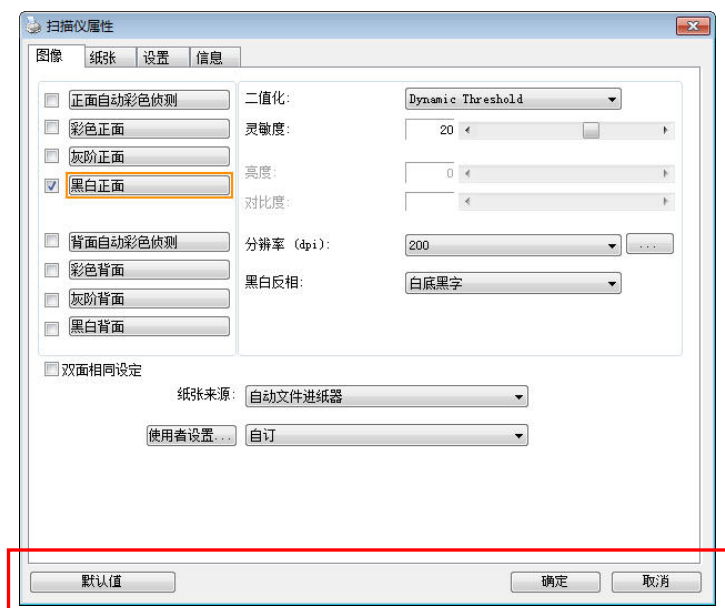 扫描仪属性
图像 纸张 设置 信息
正面自动彩色侦测 二值化: Dynamic Threshold
彩色正面 灵敏度: 20
灰阶正面 亮度: 0
黑白正面 对比度:
背面自动彩色侦测 分辨率 (dpi): 200 ...
彩色背面 黑白反相: 白底黑字
灰阶背面
黑白背面
双面相同设定
纸张来源: 自动文件进纸器
使用者设置... 自订
默认值 确定 取消